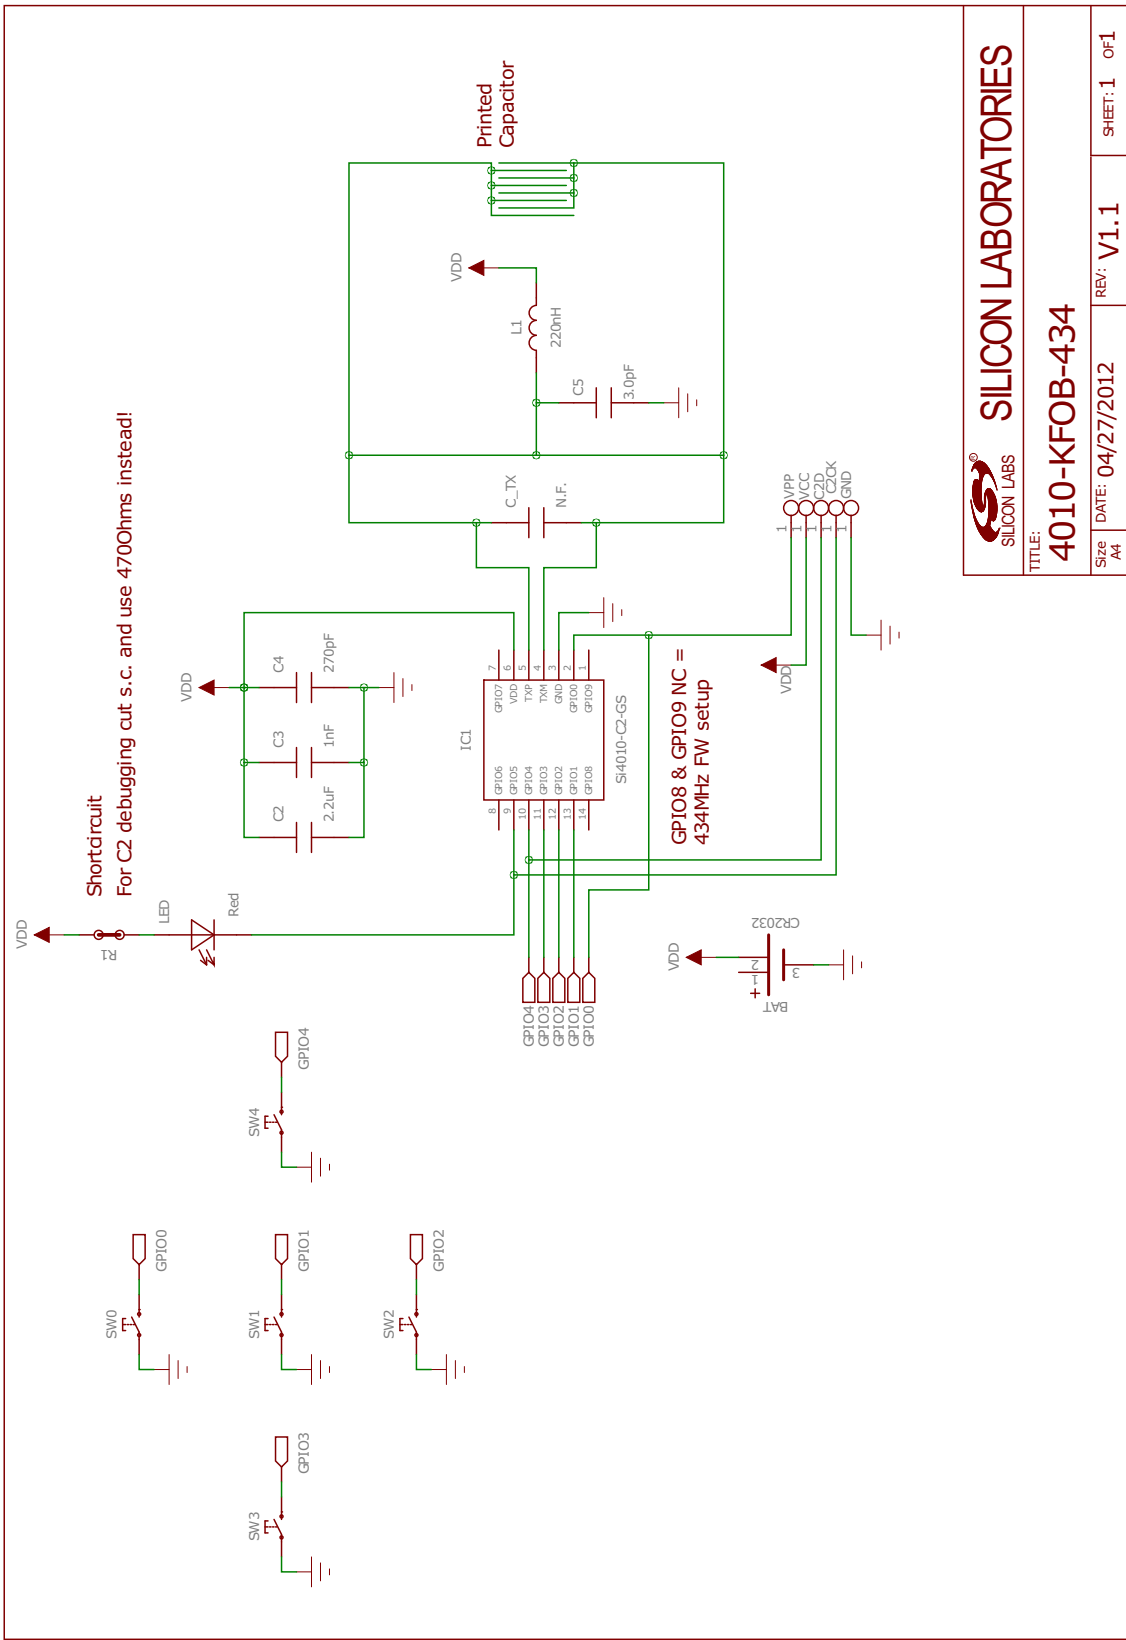 Shortcircuit
For C2 debugging cut s.c. and use 470Ohms instead!
VDD
R1
LED
Red
VDD
C2
2.2uF
C3
1nF
C4
270pF
SW3
GPIO3
SW0
GPIO0
SW1
GPIO1
SW2
GPIO2
SW4
GPIO4
GPIO4
GPIO3
GPIO2
GPIO1
GPIO0
IC1
8
GPIO6
GPIO7
7
9
GPIO5
VDD
6
10
GPIO4
TXP
5
11
GPIO3
TXM
4
12
GPIO2
GND
3
13
GPIO1
GPIO0
2
14
GPIO8
GPIO9
1
Si4010-C2-GS
GPIO8 & GPIO9 NC =
434MHz FW setup
C_TX
N.F.
VDD
L1
220nH
C5
3.0pF
Printed
Capacitor
VDD
BAT
+
1
2
3
CR2032
VDD
1
VPP
1
VCC
1
C2D
1
C2CK
1
GND
®
SILICON LABS
SILICON LABORATORIES
TITLE:
4010-KFOB-434
Size
A4
DATE: 04/27/2012
REV: V1.1
SHEET: 1 OF 1